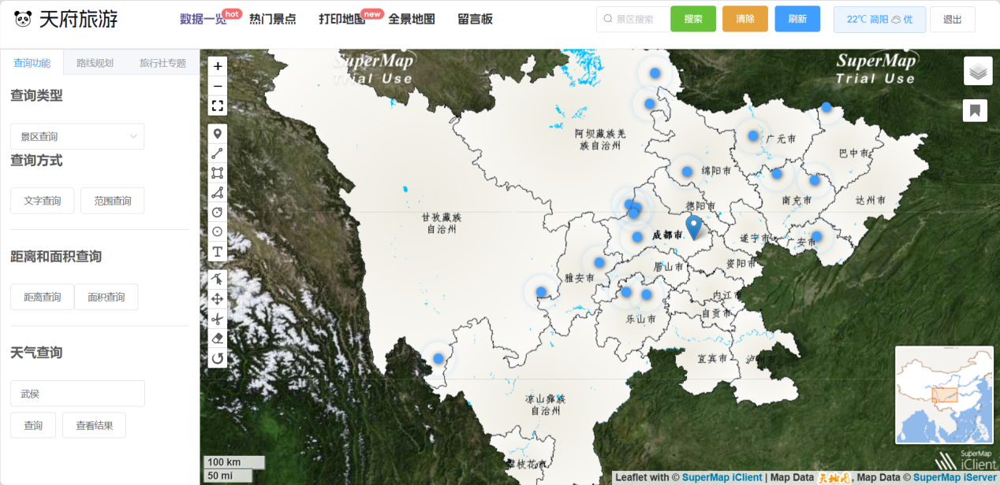 天府旅游
数据一览 hot
热门景点
打印地图 new
全景地图
留言板
景区搜索
搜索
清除
刷新
22℃ 简阳 优
退出
查询功能
路线规划
旅行社专题
查询类型
景区查询
查询方式
文字查询
范围查询
距离和面积查询
距离查询
面积查询
天气查询
武侯
查询
查看结果
+
−
T
SuperMap
Trial Use
SuperMap
Trial Use
阿坝藏族羌
族自治州
广元市
巴中市
绵阳市
甘孜藏族
自治州
德阳市
南充市
达州市
成都市
遂宁市
广安市
眉山市
资阳市
雅安市
内江市
自贡市
乐山市
宜宾市
泸州市
凉山彝族
自治州
攀枝花市
100 km
50 mi
SuperMap
iClient
Leaflet with © SuperMap iClient | Map Data 天地图, Map Data © SuperMap iServer